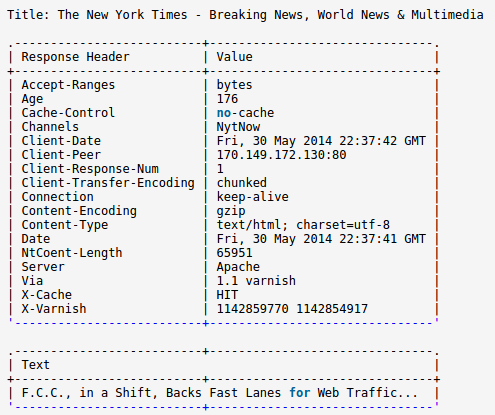 Title: The New York Times - Breaking News, World News & Multimedia
.--------------------------+-------------------------------.
| Response Header          | Value                         |
+--------------------------+-------------------------------+
| Accept-Ranges            | bytes                         |
| Age                      | 176                           |
| Cache-Control            | no-cache                      |
| Channels                 | NytNow                        |
| Client-Date              | Fri, 30 May 2014 22:37:42 GMT |
| Client-Peer              | 170.149.172.130:80            |
| Client-Response-Num      | 1                             |
| Client-Transfer-Encoding | chunked                       |
| Connection               | keep-alive                    |
| Content-Encoding         | gzip                          |
| Content-Type             | text/html; charset=utf-8      |
| Date                     | Fri, 30 May 2014 22:37:41 GMT |
| NtCoent-Length           | 65951                         |
| Server                   | Apache                        |
| Via                      | 1.1 varnish                   |
| X-Cache                  | HIT                           |
| X-Varnish                | 1142859770 1142854917         |
'--------------------------+-------------------------------'
.--------------------------+-------------------------------.
| Text                                                     |
+--------------------------+-------------------------------+
| F.C.C., in a Shift, Backs Fast Lanes for Web Traffic...  |
'--------------------------+-------------------------------'